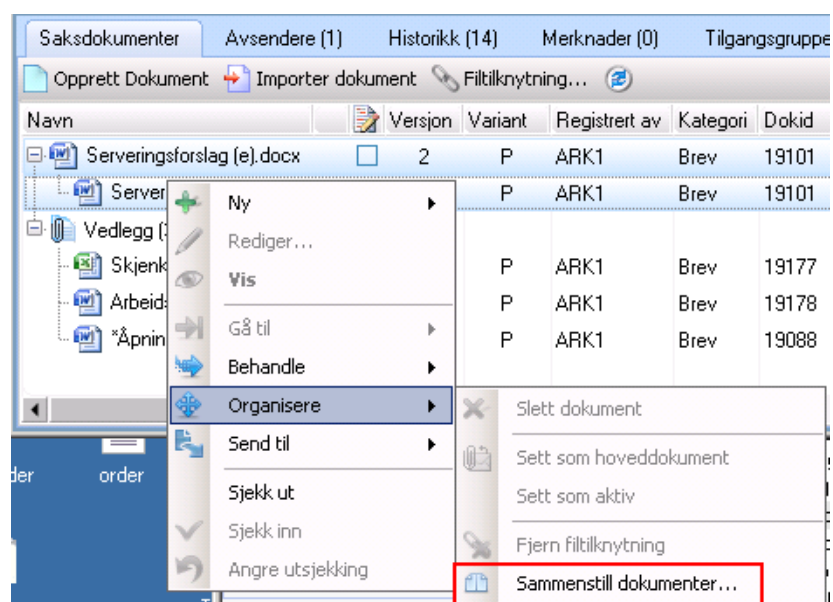 Saksdokumenter Avsendere (1) Historikk (14) Merknader (0) Tilgangsgruppe
Opprett Dokument Importer dokument Filtilknytning...
Navn Versjon Variant Registrert av Kategori Dokid
Serveringsforslag (e).docx 2 P ARK1 Brev 19101
Server P ARK1 Brev 19101
Vedlegg (
Skjenk P ARK1 Brev 19177
Arbeids P ARK1 Brev 19178
"Åpnin P ARK1 Brev 19088
Ny
Rediger...
Vis
Gå til
Behandle
Organisere
Send til
Sjekk ut
Sjekk inn
Angre utsjekking
Slett dokument
Sett som hoveddokument
Sett som aktiv
Fjern filtilknytning
Sammenstill dokumenter...
der order